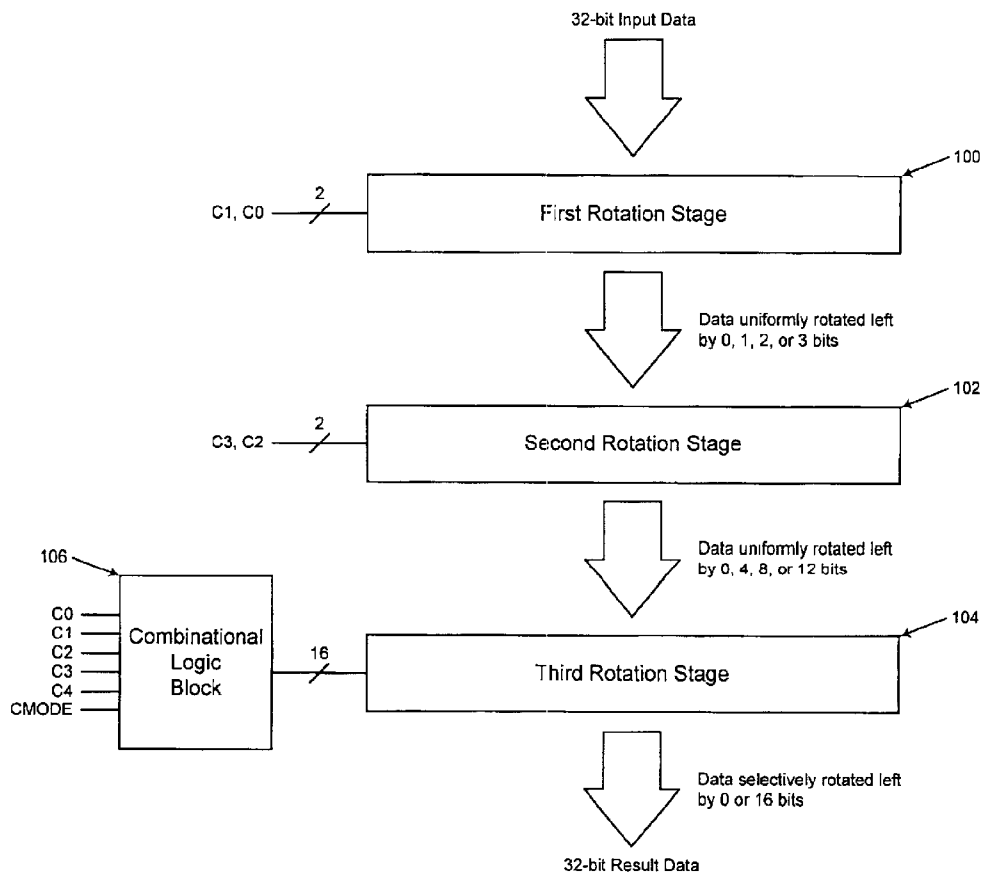 32-bit Input Data
100
2
C1, C0
First Rotation Stage
Data uniformly rotated left
by 0, 1, 2, or 3 bits
102
2
C3, C2
Second Rotation Stage
Data uniformly rotated left
by 0, 4, 8, or 12 bits
106
104
C0
C1
C2
C3
C4
CMODE
Combinational
Logic
Block
16
Third Rotation Stage
Data selectively rotated left
by 0 or 16 bits
32-bit Result Data